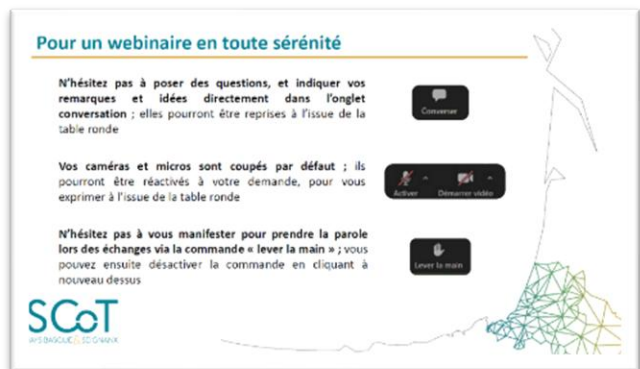 Pour un webinaire en toute sérénité
N'hésitez pas à poser des questions, et indiquer vos
remarques et idées directement dans l'onglet
conversation ; elles pourront être reprises à l'issue de la
table ronde
Converser
Vos caméras et micros sont coupés par défaut ; ils
pourront être réactivés à votre demande, pour vous
exprimer à l'issue de la table ronde
Activer Démarrer vidéo
N'hésitez pas à vous manifester pour prendre la parole
lors des échanges via la commande « lever la main » ; vous
pouvez ensuite désactiver la commande en cliquant à
nouveau dessus
Lever la main
SCoT
PAYS BASQUE & SEIGNANX